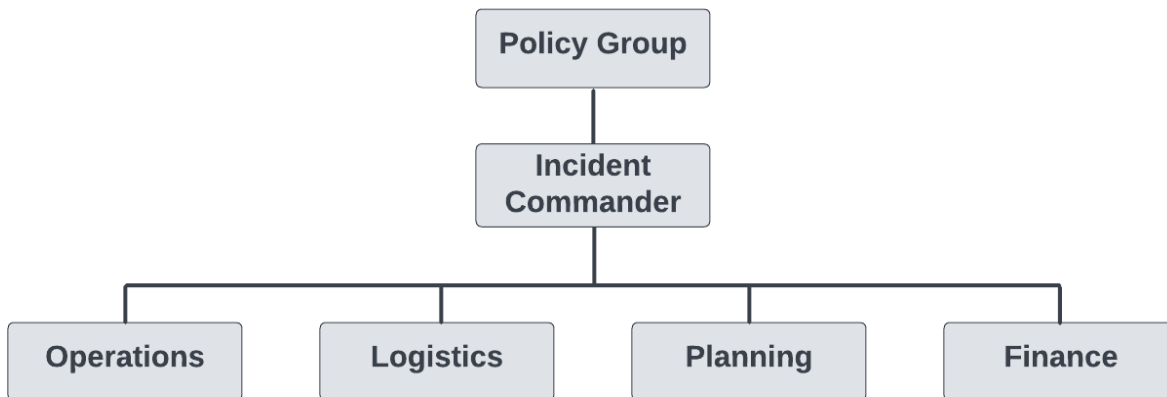 Policy Group
Incident
Commander
Operations
Logistics
Planning
Finance